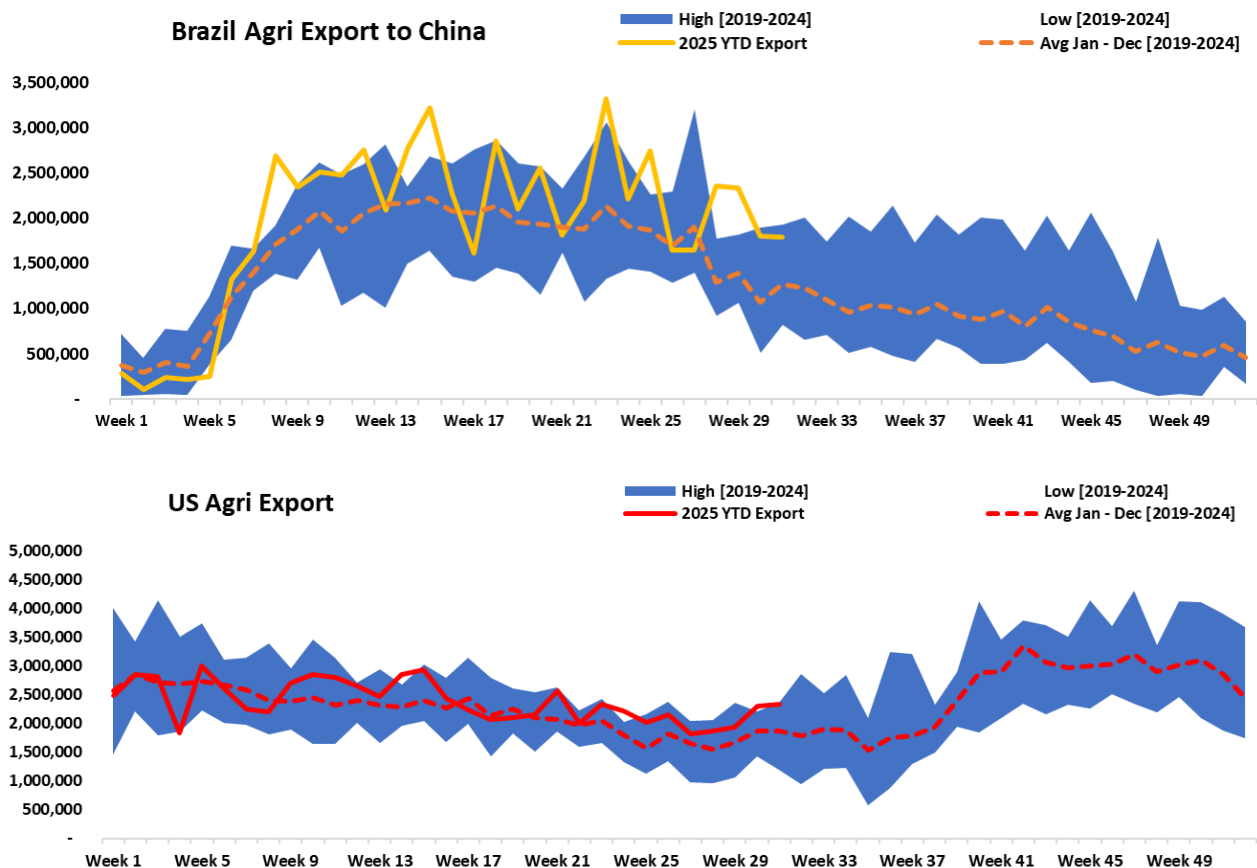 Brazil Agri Export to China
High [2019-2024]
Low [2019-2024]
2025 YTD Export
Avg Jan - Dec [2019-2024]
3,500,000
3,000,000
2,500,000
2,000,000
1,500,000
1,000,000
500,000
-
Week 1 Week 5 Week 9 Week 13 Week 17 Week 21 Week 25 Week 29 Week 33 Week 37 Week 41 Week 45 Week 49
US Agri Export
High [2019-2024]
Low [2019-2024]
2025 YTD Export
Avg Jan - Dec [2019-2024]
5,000,000
4,500,000
4,000,000
3,500,000
3,000,000
2,500,000
2,000,000
1,500,000
1,000,000
500,000
-
Week 1 Week 5 Week 9 Week 13 Week 17 Week 21 Week 25 Week 29 Week 33 Week 37 Week 41 Week 45 Week 49